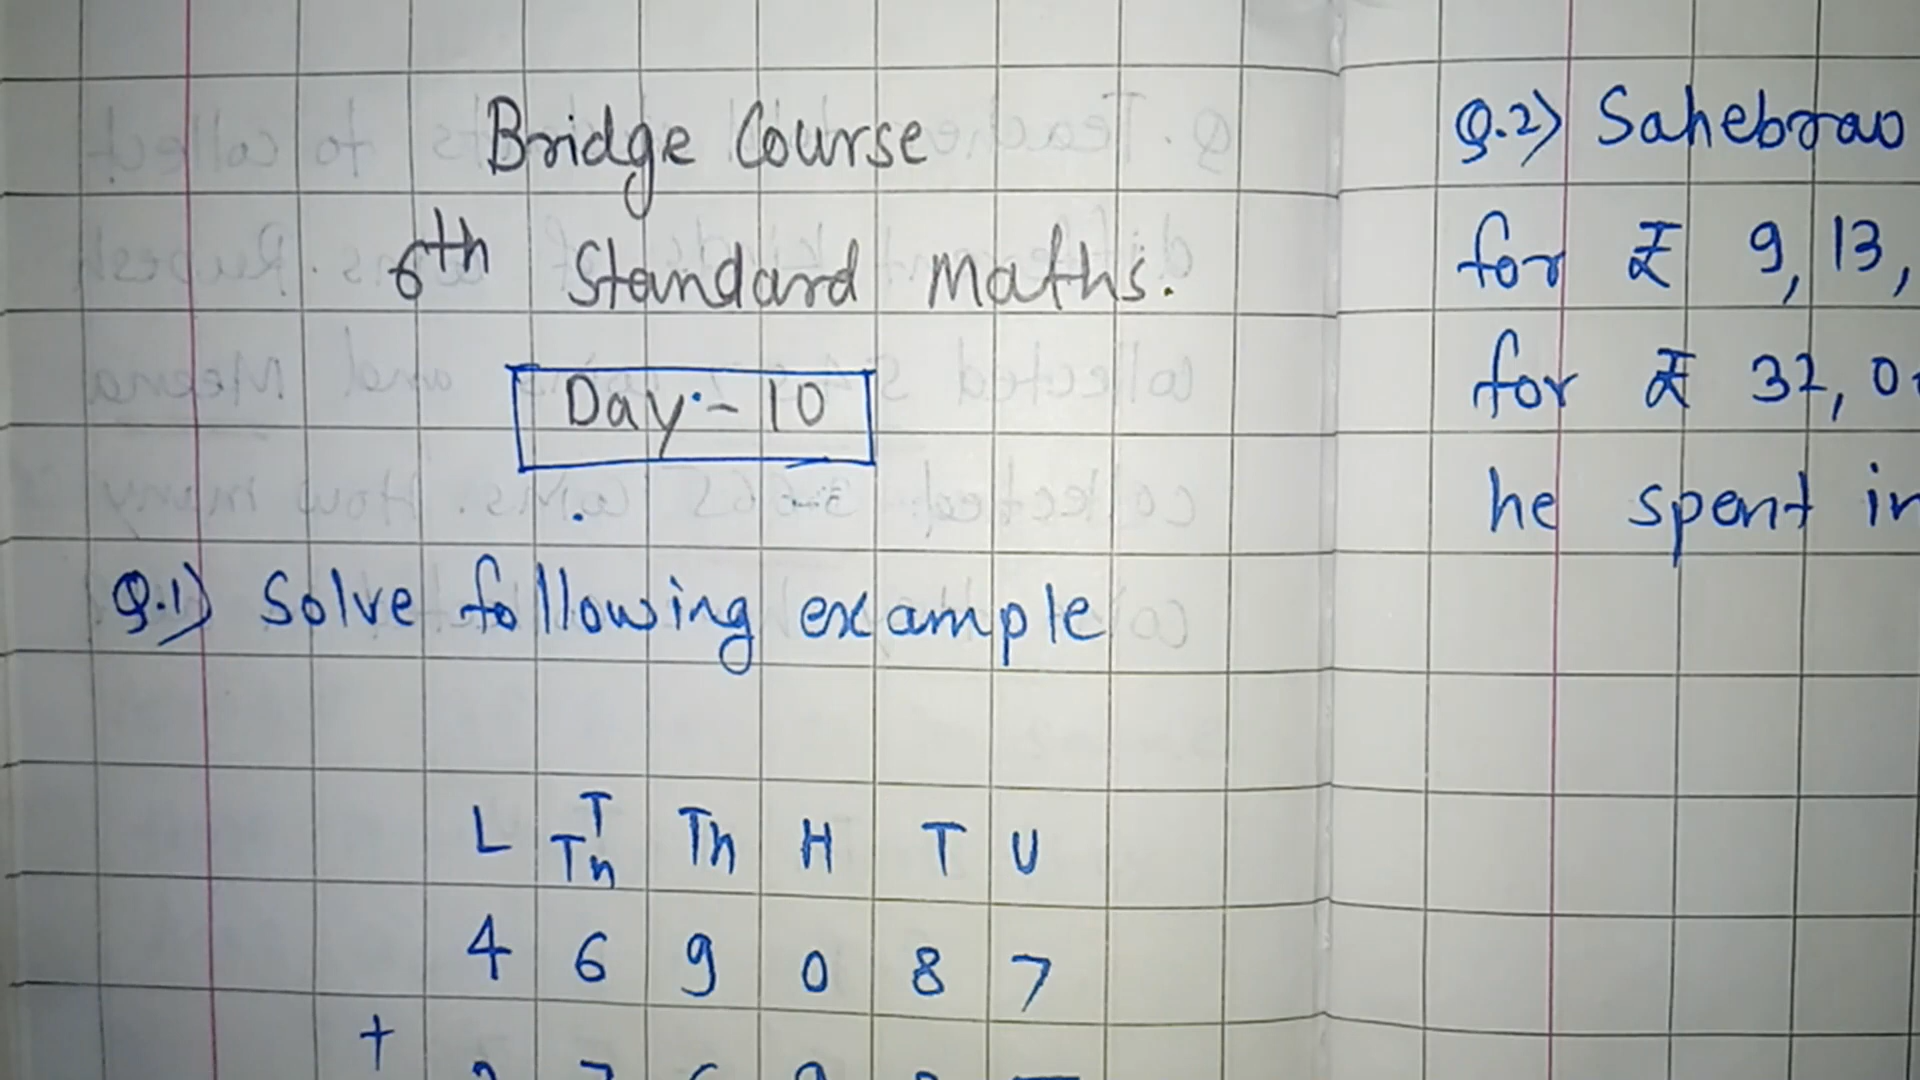 Bridge Course
6th Standard Maths.
Day:- 10
Q.1) Solve following example
L T Th Th H T U
4 6 9 0 8 7
+
Q.2) Sahebrao
for ₹ 9,13,
for ₹ 32,0
he spent in